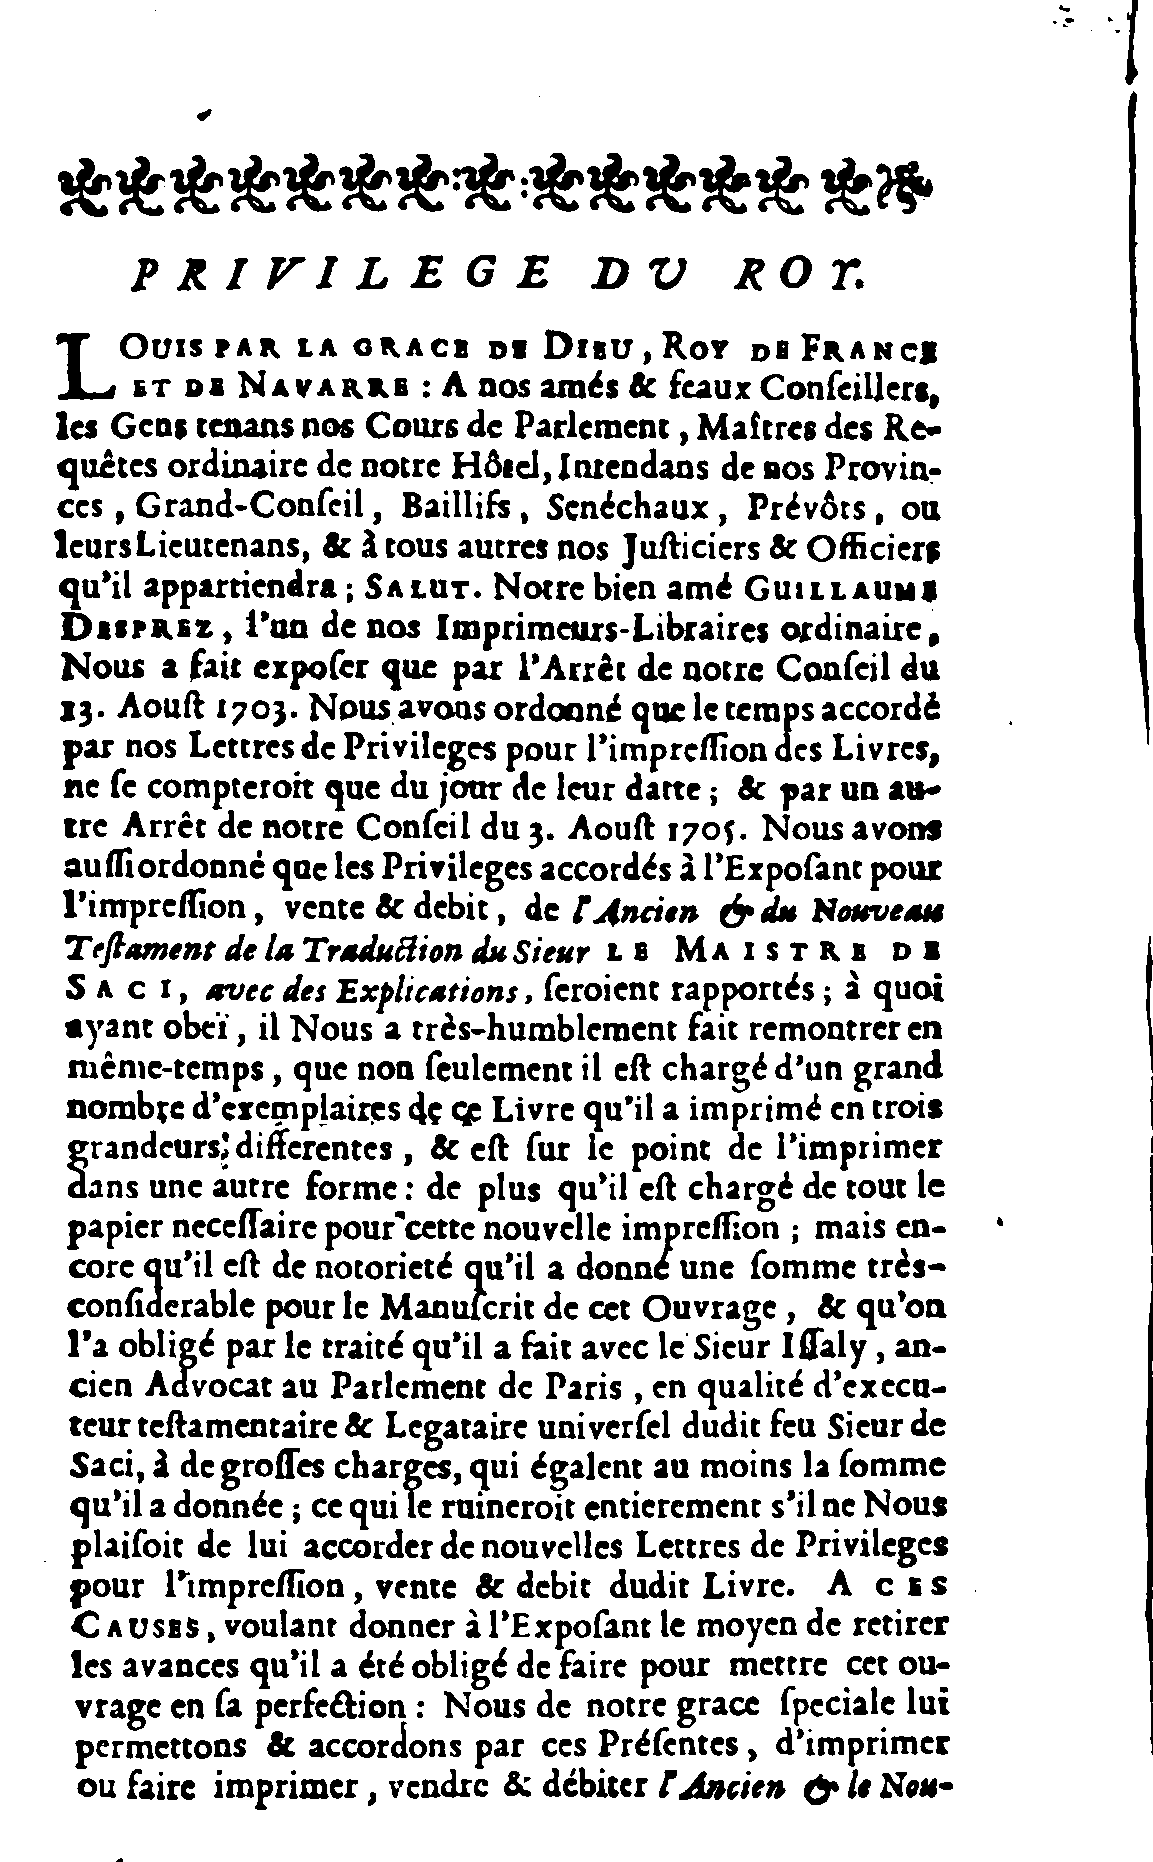 PRIVILEGE DU ROY.
LOUIS PAR LA GRACE DE DIEU, ROY DE FRANCE
ET DE NAVARRE : A nos amés & feaux Conſeillers,
les Gens tenans nos Cours de Parlement, Maîtres des Re-
quêtes ordinaire de notre Hôtel, Intendans de nos Provin-
ces, Grand-Conſeil, Baillifs, Senéchaux, Prévôts, ou
leurs Lieutenans, & à tous autres nos Juſticiers & Officiers
qu'il appartiendra ; SALUT. Notre bien amé GUILLAUME
DESPREZ, l'un de nos Imprimeurs-Libraires ordinaire,
Nous a fait expoſer que par l'Arrêt de notre Conſeil du
13. Aouſt 1703. Nous avons ordonné que le temps accordé
par nos Lettres de Privileges pour l'impreſſion des Livres,
ne ſe compteroit que du jour de leur datte ; & par un au-
tre Arrêt de notre Conſeil du 3. Aouſt 1705. Nous avons
auſſi ordonné que les Privileges accordés à l'Expoſant pour
l'impreſſion, vente & debit, de l'Ancien & du Nouveau
Teſtament de la Traduction du Sieur LE MAISTRE DE
SACI, avec des Explications, ſeroient rapportés ; à quoi
ayant obeï, il Nous a très-humblement fait remontrer en
même-temps, que non ſeulement il eſt chargé d'un grand
nombre d'exemplaires de ce Livre qu'il a imprimé en trois
grandeurs differentes, & eſt ſur le point de l'imprimer
dans une autre forme : de plus qu'il eſt chargé de tout le
papier neceſſaire pour cette nouvelle impreſſion ; mais en-
core qu'il eſt de notorieté qu'il a donné une ſomme très-
conſiderable pour le Manuſcrit de cet Ouvrage, & qu'on
l'a obligé par le traité qu'il a fait avec le Sieur Iſſaly, an-
cien Advocat au Parlement de Paris, en qualité d'execu-
teur teſtamentaire & Legataire univerſel dudit feu Sieur de
Saci, à de groſſes charges, qui égalent au moins la ſomme
qu'il a donnée ; ce qui le ruineroit entierement s'il ne Nous
plaiſoit de lui accorder de nouvelles Lettres de Privileges
pour l'impreſſion, vente & debit dudit Livre. A CES
CAUSES, voulant donner à l'Expoſant le moyen de retirer
les avances qu'il a été obligé de faire pour mettre cet ou-
vrage en ſa perfection : Nous de notre grace ſpeciale lui
permettons & accordons par ces Préſentes, d'imprimer
ou faire imprimer, vendre & débiter l'Ancien & le Nou-